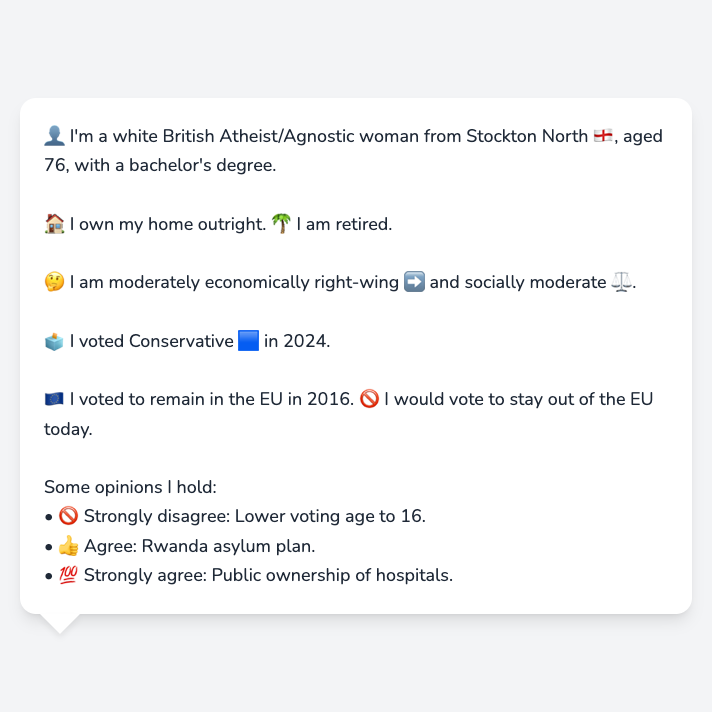 👤 I'm a white British Atheist/Agnostic woman from Stockton North 🏴󠁧󠁢󠁥󠁮󠁧󠁿, aged
76, with a bachelor's degree.
🏠 I own my home outright. 🌴 I am retired.
🤔 I am moderately economically right-wing ➡️ and socially moderate ⚖️.
🗳️ I voted Conservative 🟦 in 2024.
🇪🇺 I voted to remain in the EU in 2016. 🚫 I would vote to stay out of the EU
today.
Some opinions I hold:
• 🚫 Strongly disagree: Lower voting age to 16.
• 👍 Agree: Rwanda asylum plan.
• 💯 Strongly agree: Public ownership of hospitals.